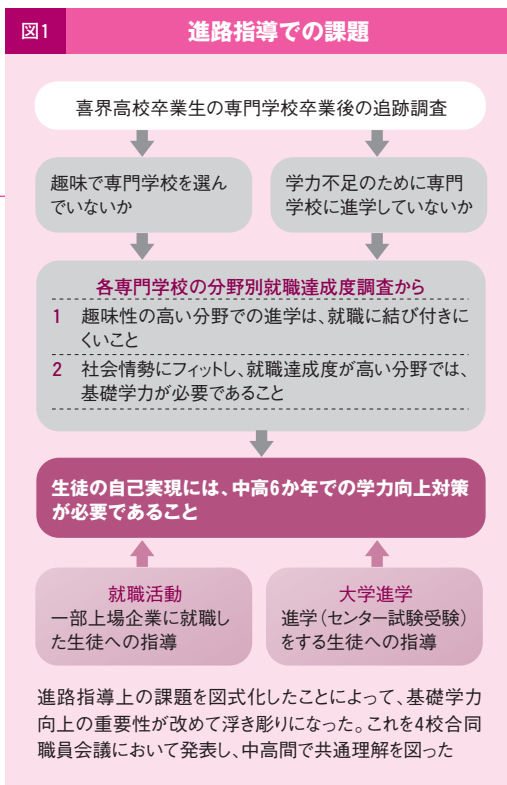 図1
進路指導での課題
喜界高校卒業生の専門学校卒業後の追跡調査
趣味で専門学校を選ん
でいないか
学力不足のために専門
学校に進学していないか
各専門学校の分野別就職達成度調査から
1 趣味性の高い分野での進学は、就職に結び付きに
くいこと
2 社会情勢にフィットし、就職達成度が高い分野では、
基礎学力が必要であること
生徒の自己実現には、中高6か年での学力向上対策
が必要であること
就職活動
一部上場企業に就職し
た生徒への指導
大学進学
進学(センター試験受験)
をする生徒への指導
進路指導上の課題を図式化したことによって、基礎学力
向上の重要性が改めて浮き彫りになった。これを4校合同
職員会議において発表し、中高間で共通理解を図った